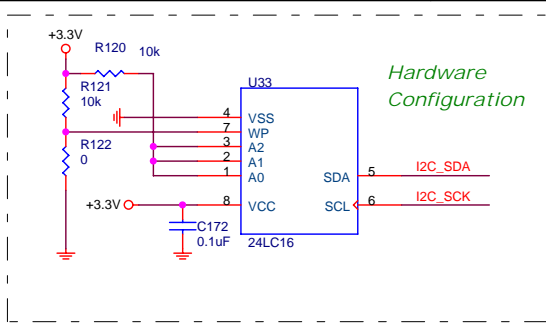 +3.3V
R120 10k
R121
10k
R122
0
U33
Hardware
Configuration
4 VSS
7 WP
3 A2
2 A1
1 A0
SDA 5 I2C_SDA
+3.3V 8 VCC
SCL 6 I2C_SCK
C172
0.1uF
24LC16